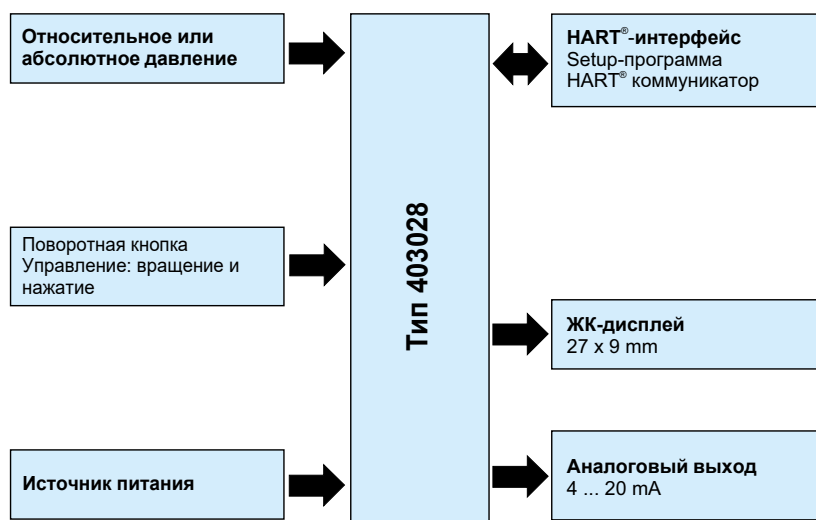 Относительное или
абсолютное давление
Поворотная кнопка
Управление: вращение и
нажатие
Источник питания
Тип 403028
HART®-интерфейс
Setup-программа
HART® коммуникатор
ЖК-дисплей
27 x 9 mm
Аналоговый выход
4 ... 20 mA